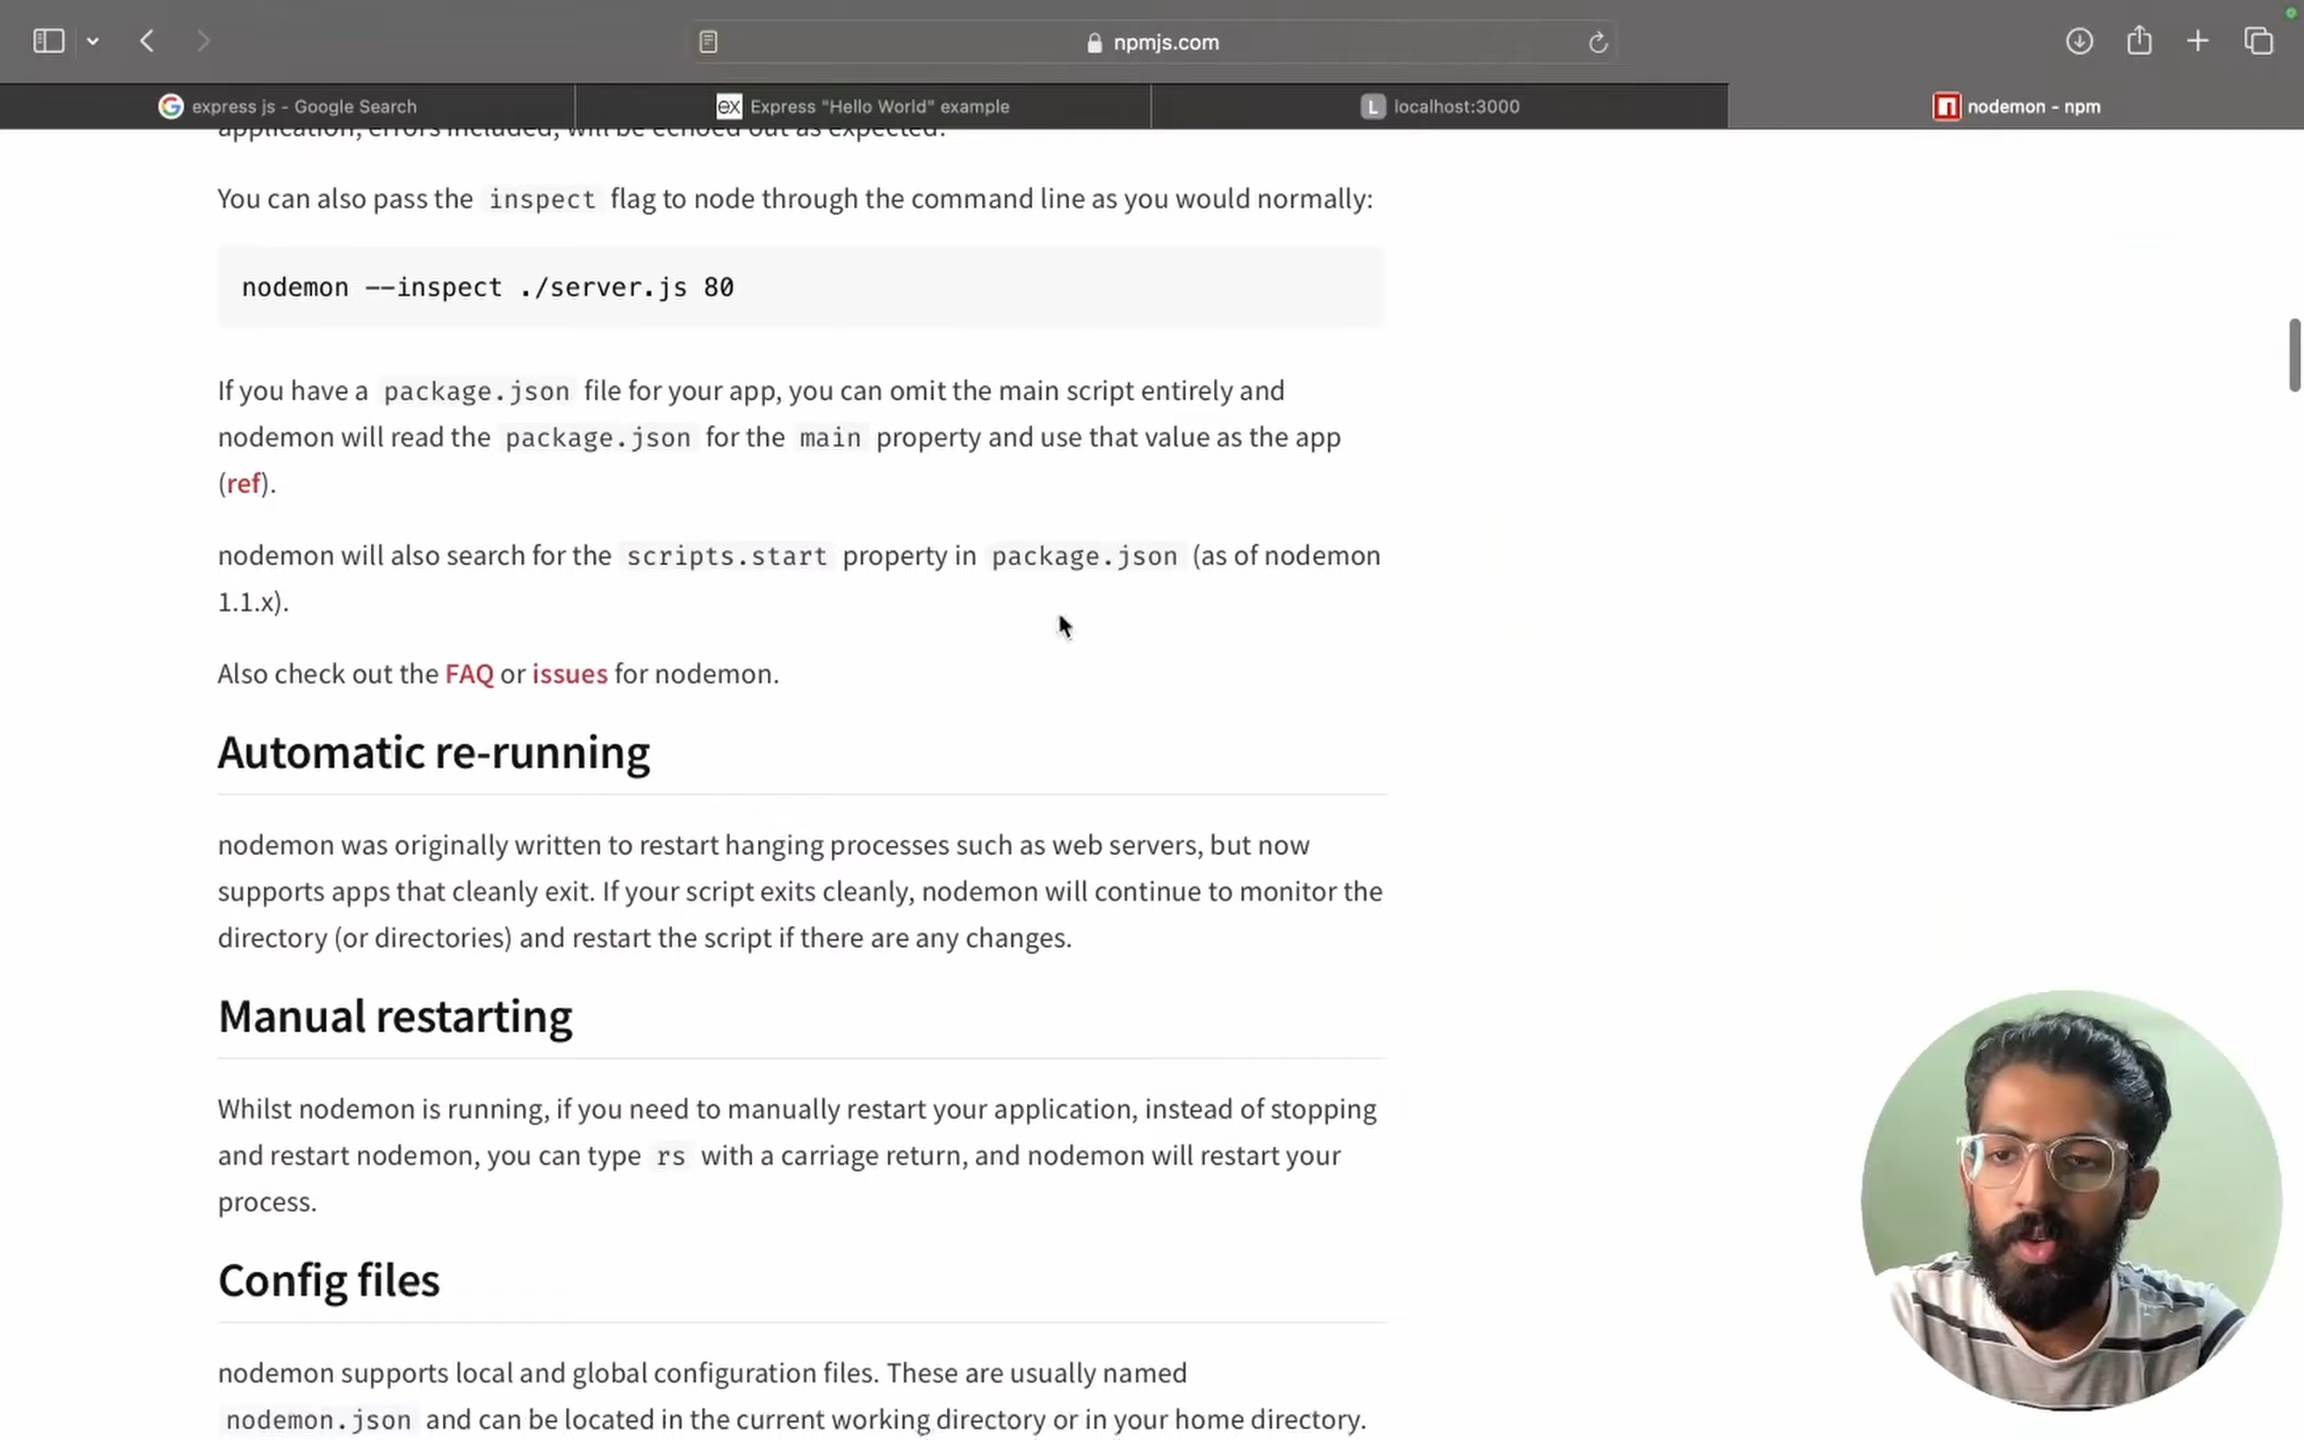 npmjs.com
express js - Google Search
Express "Hello World" example
L localhost:3000
nodemon - npm
application, errors included, will be echoed out as expected.
You can also pass the inspect flag to node through the command line as you would normally:
nodemon --inspect ./server.js 80
If you have a package.json file for your app, you can omit the main script entirely and
nodemon will read the package.json for the main property and use that value as the app
(ref).
nodemon will also search for the scripts.start property in package.json (as of nodemon
1.1.x).
Also check out the FAQ or issues for nodemon.
Automatic re-running
nodemon was originally written to restart hanging processes such as web servers, but now
supports apps that cleanly exit. If your script exits cleanly, nodemon will continue to monitor the
directory (or directories) and restart the script if there are any changes.
Manual restarting
Whilst nodemon is running, if you need to manually restart your application, instead of stopping
and restart nodemon, you can type rs with a carriage return, and nodemon will restart your
process.
Config files
nodemon supports local and global configuration files. These are usually named
nodemon.json and can be located in the current working directory or in your home directory.